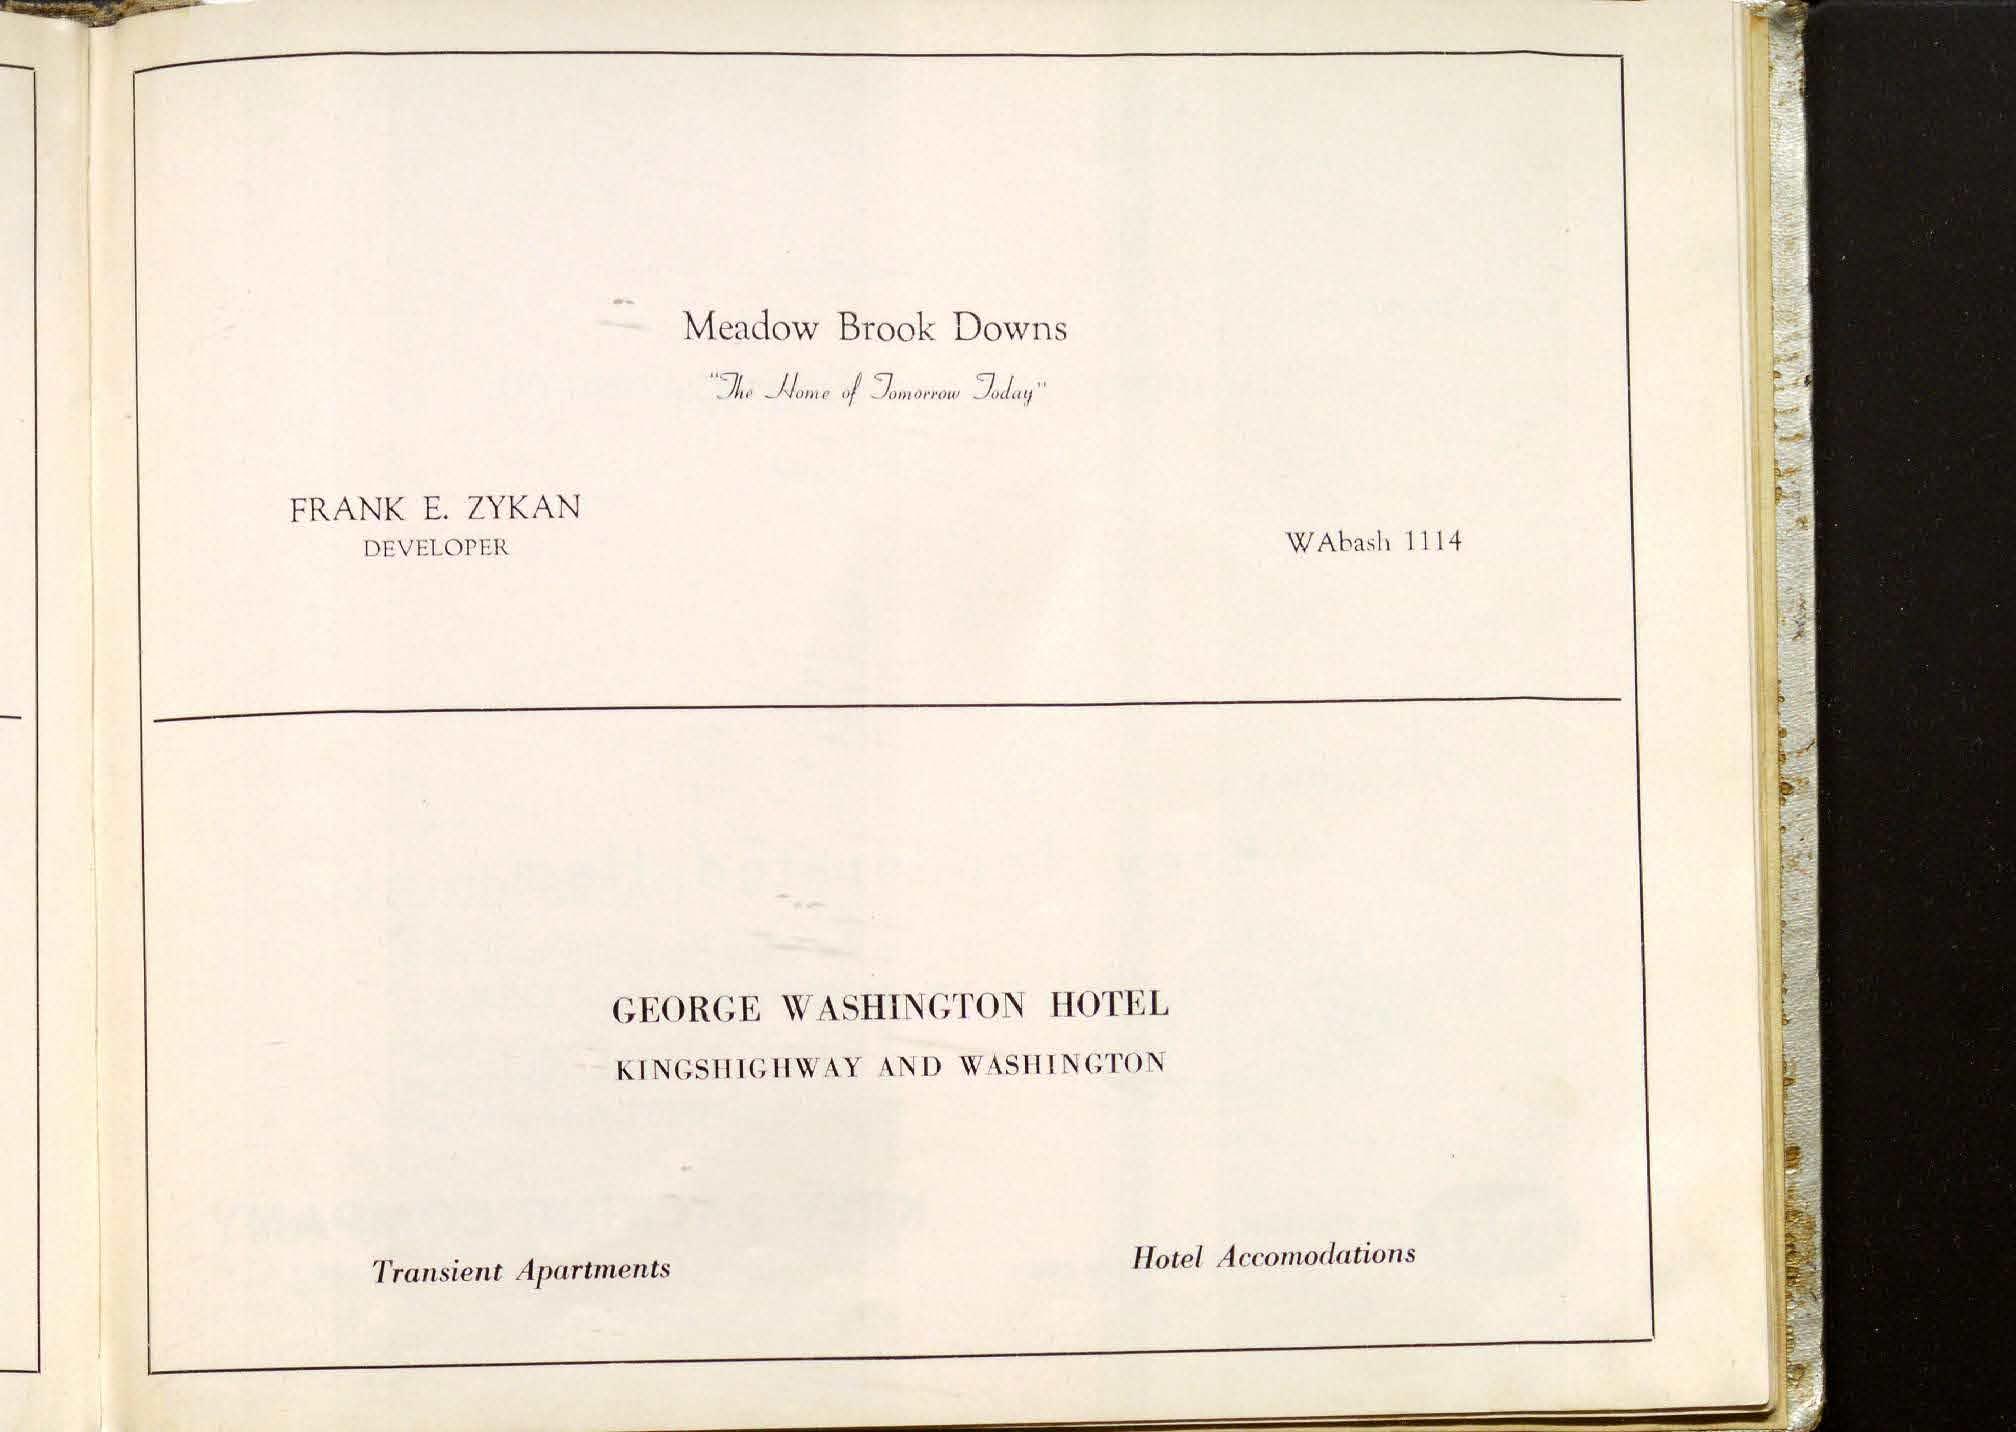 Meadow Brook Downs
"The Home of Tomorrow Today"
FRANK E. ZYKAN
DEVELOPER
WAbash 1114
GEORGE WASHINGTON HOTEL
KINGSHIGHWAY AND WASHINGTON
Transient Apartments
Hotel Accomodations